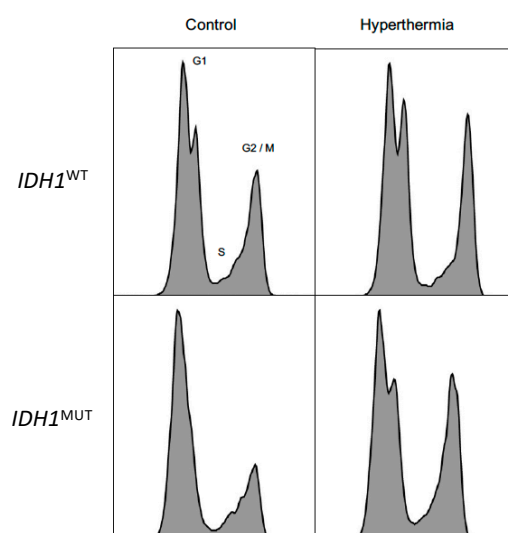 Control Hyperthermia
G1
G2 / M
IDH1WT
S
IDH1MUT